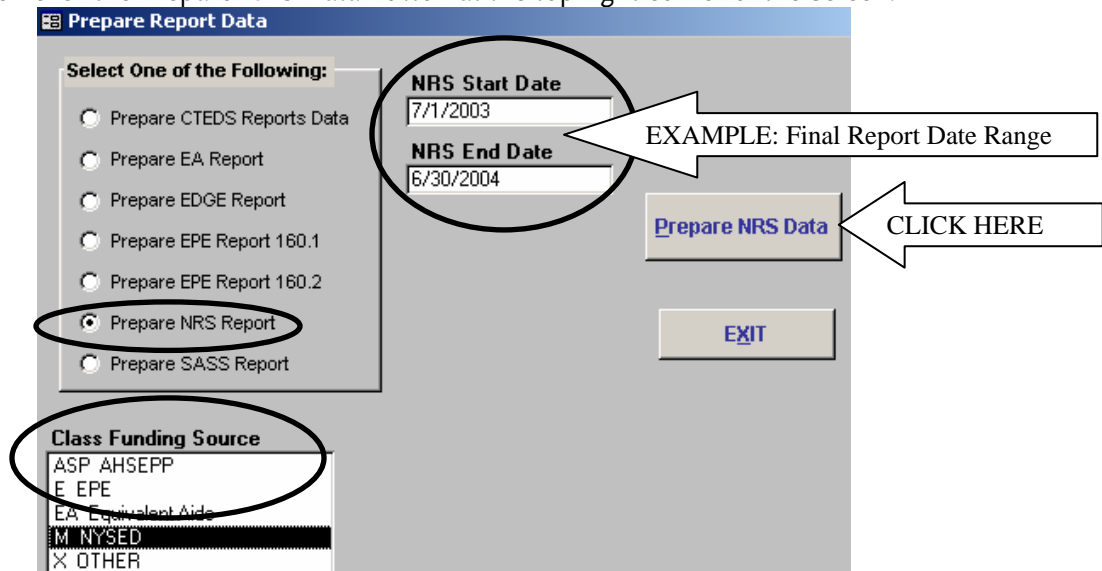 Prepare Report Data
Select One of the Following:
Prepare CTEDS Reports Data
Prepare EA Report
Prepare EDGE Report
Prepare EPE Report 160.1
Prepare EPE Report 160.2
Prepare NRS Report
Prepare SASS Report
NRS Start Date
7/1/2003
NRS End Date
6/30/2004
EXAMPLE: Final Report Date Range
Prepare NRS Data
CLICK HERE
EXIT
Class Funding Source
ASP AHSEPP
E EPE
EA Equivalent Aide
M NYSED
X OTHER